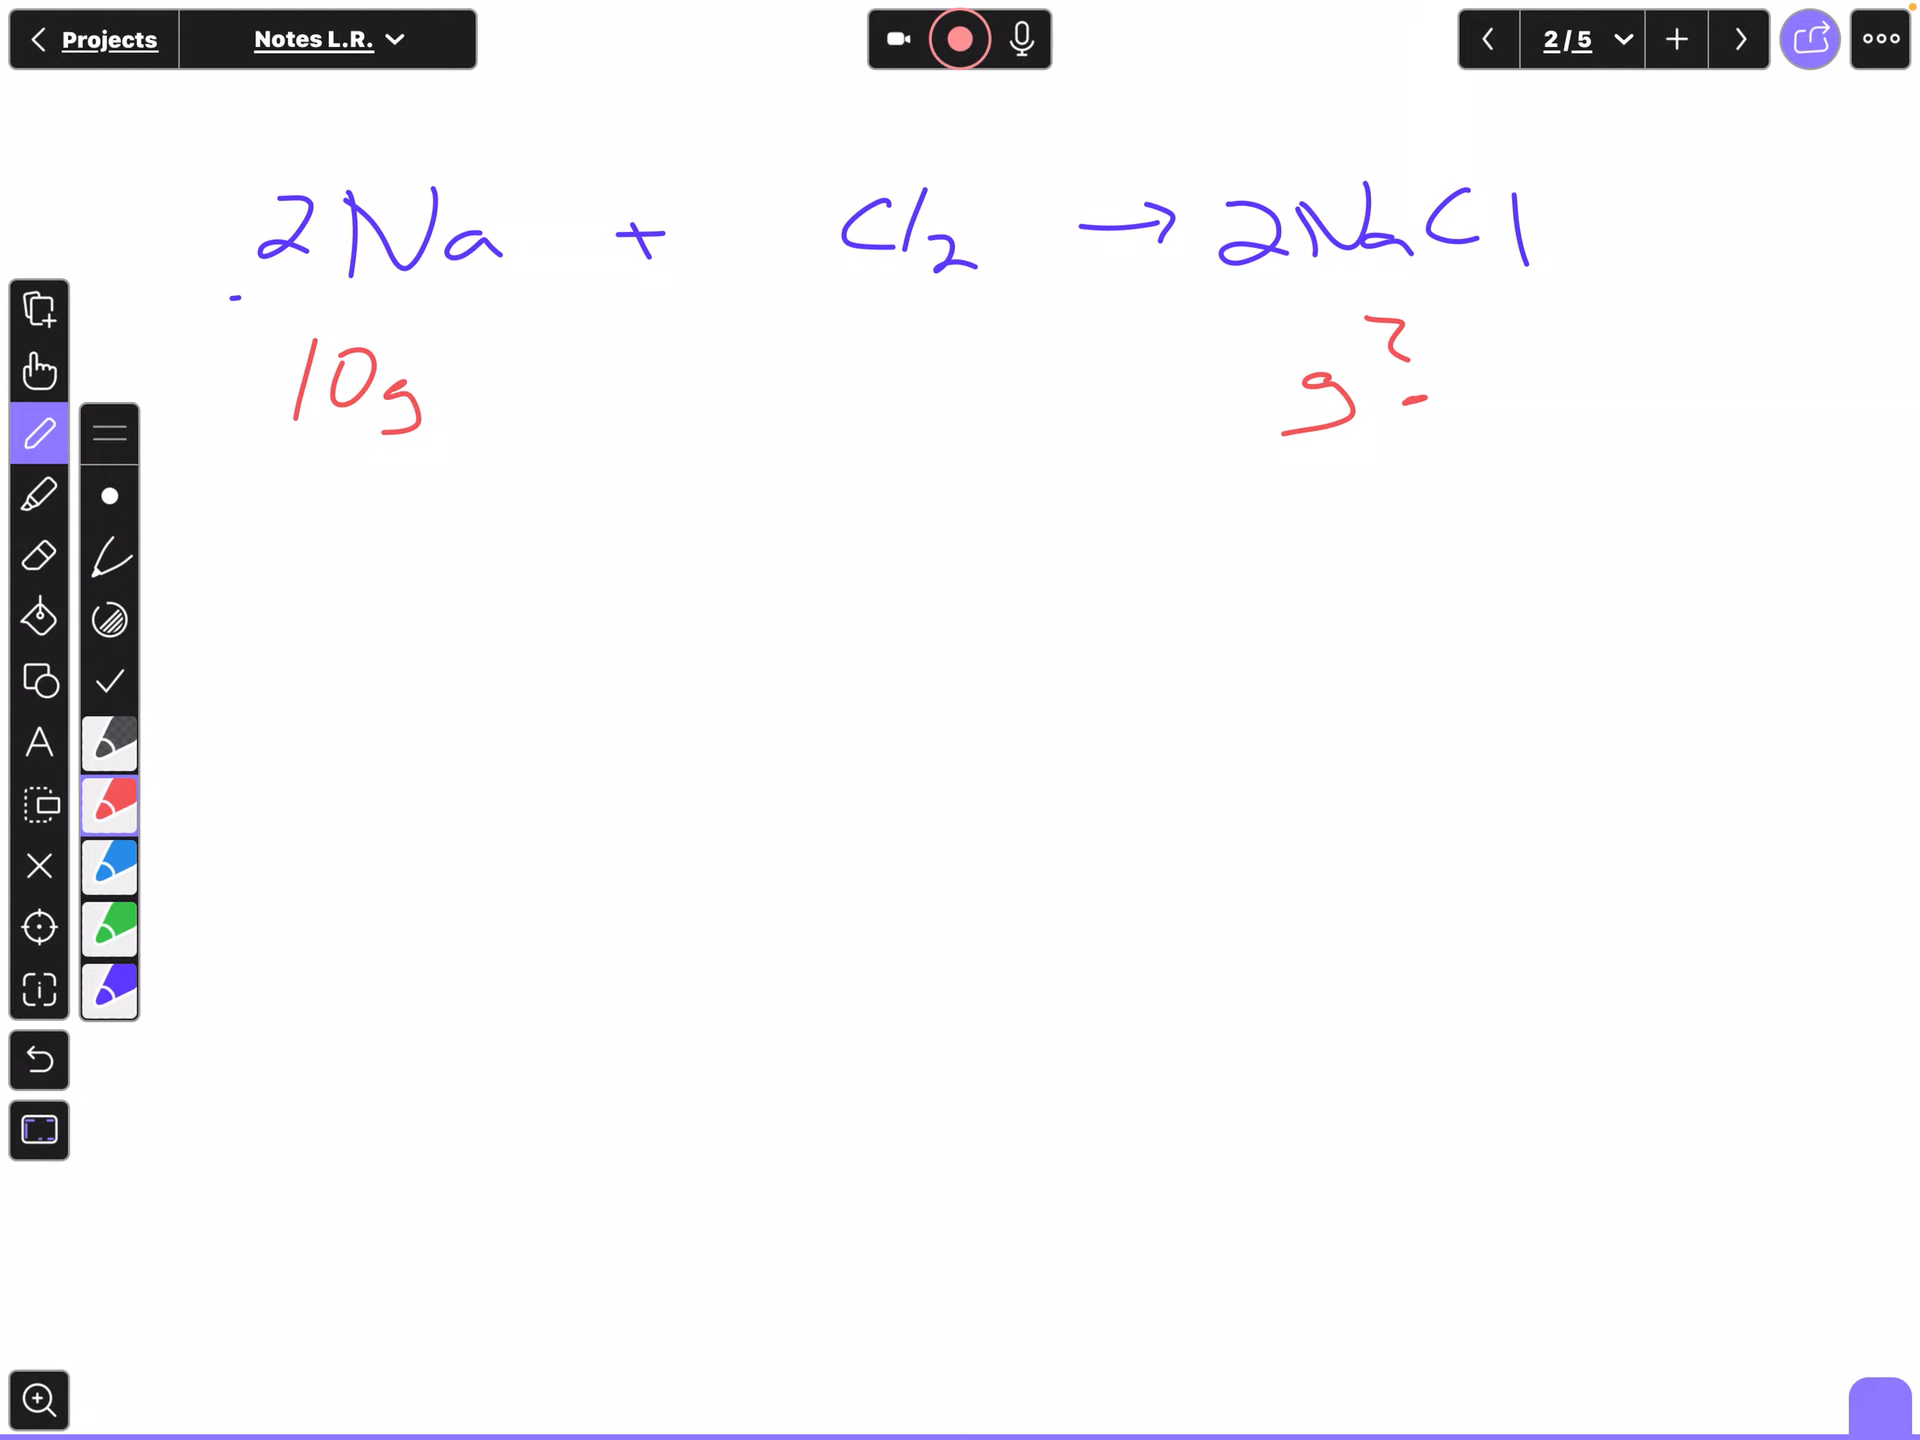 Projects Notes L.R. 2/5
2Na + Cl₂ → 2NaCl
10g g?
A